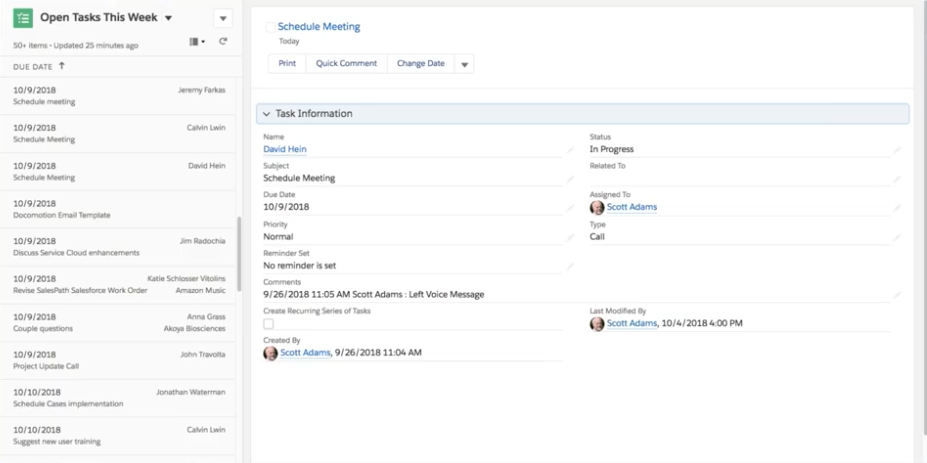 Open Tasks This Week
50+ items • Updated 25 minutes ago
DUE DATE ↑
10/9/2018 Jeremy Farkas
Schedule meeting
10/9/2018 Calvin Lwin
Schedule Meeting
10/9/2018 David Hein
Schedule Meeting
10/9/2018
Docomotion Email Template
10/9/2018 Jim Radochia
Discuss Service Cloud enhancements
10/9/2018 Katie Schlosser Vitolins
Revise SalesPath Salesforce Work Order Amazon Music
10/9/2018 Anna Grass
Couple questions Akoya Biosciences
10/9/2018 John Travolta
Project Update Call
10/10/2018 Jonathan Waterman
Schedule Cases implementation
10/10/2018 Calvin Lwin
Suggest new user training
Schedule Meeting
Today
Print Quick Comment Change Date
Task Information
Name
David Hein
Subject
Schedule Meeting
Due Date
10/9/2018
Priority
Normal
Reminder Set
No reminder is set
Comments
9/26/2018 11:05 AM Scott Adams : Left Voice Message
Create Recurring Series of Tasks
Created By
Scott Adams, 9/26/2018 11:04 AM
Status
In Progress
Related To
Assigned To
Scott Adams
Type
Call
Last Modified By
Scott Adams, 10/4/2018 4:00 PM